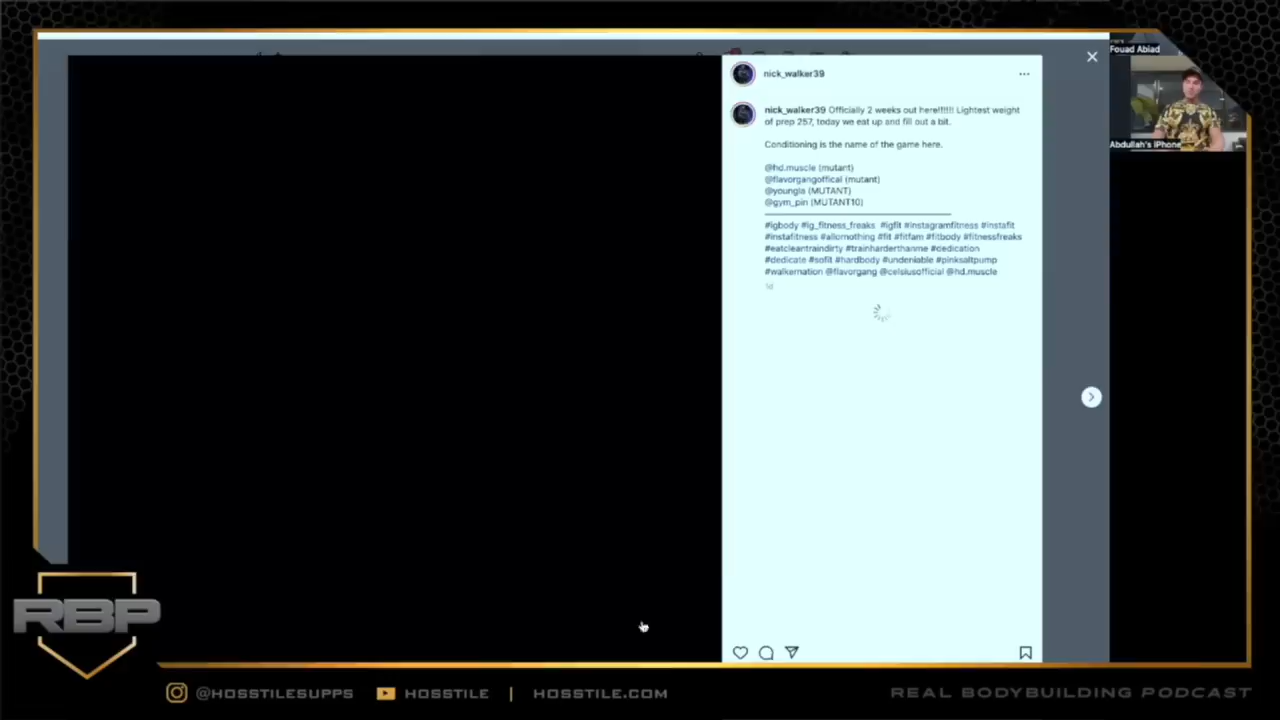 Fouad Abiad
Abdullah's iPhone
nick_walker39
nick_walker39 Officially 2 weeks out here!!!!!! Lightest weight
of prep 257, today we eat up and fill out a bit.
Conditioning is the name of the game here.
@hd.muscle (mutant)
@flavorgangoffical (mutant)
@youngla (MUTANT)
@gym_pin (MUTANT10)
#igbody #ig_fitness_freaks #igfit #instagramfitness #instafit
#instafitness #allornothing #fit #fitfam #fitbody #fitnessfreaks
#eatcleantraindirty #trainharderthanme #dedication
#dedicate #sofit #hardbody #undeniable #pinksaltpump
#walkernation @flavorgang @celsiusofficial @hd.muscle
1d
RBP
@HOSSTILESUPPS HOSSTILE | HOSSTILE.COM
REAL BODYBUILDING PODCAST